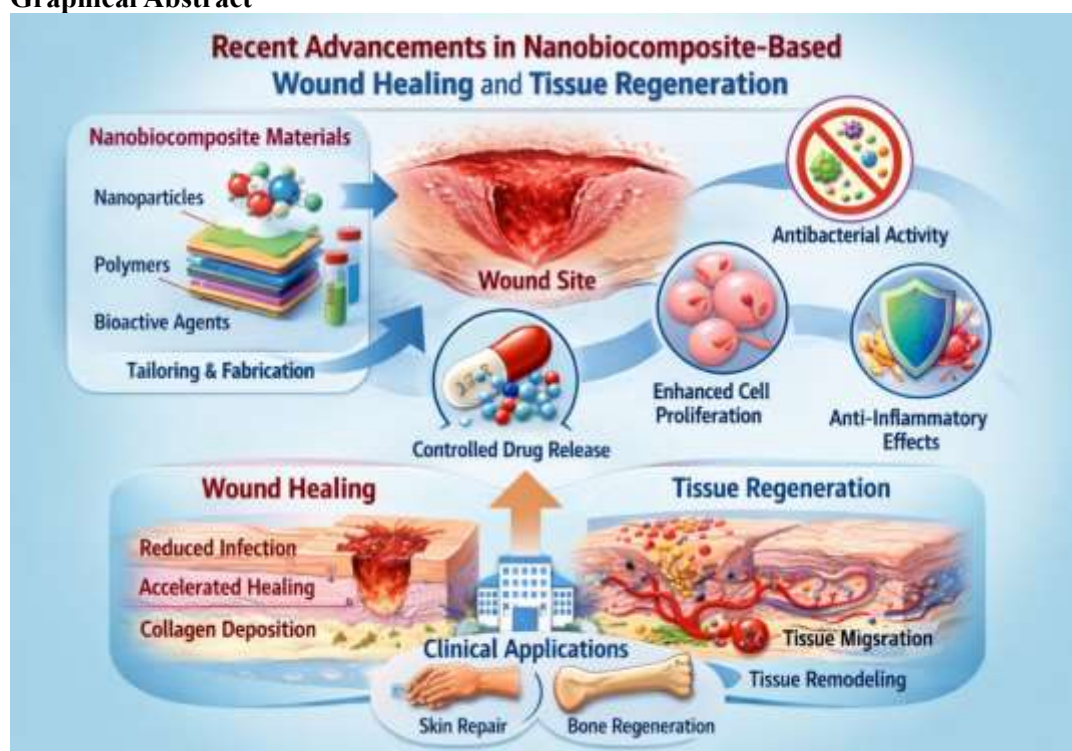 Graphical Abstract
Recent Advancements in Nanobiocomposite-Based
Wound Healing and Tissue Regeneration
Nanobiocomposite Materials
Nanoparticles
Polymers
Bioactive Agents
Tailoring & Fabrication
Wound Site
Antibacterial Activity
Controlled Drug Release
Enhanced Cell
Proliferation
Anti-Inflammatory
Effects
Wound Healing
Reduced Infection
Accelerated Healing
Collagen Deposition
Tissue Regeneration
Tissue Migsration
Tissue Remodeling
Clinical Applications
Skin Repair
Bone Regeneration